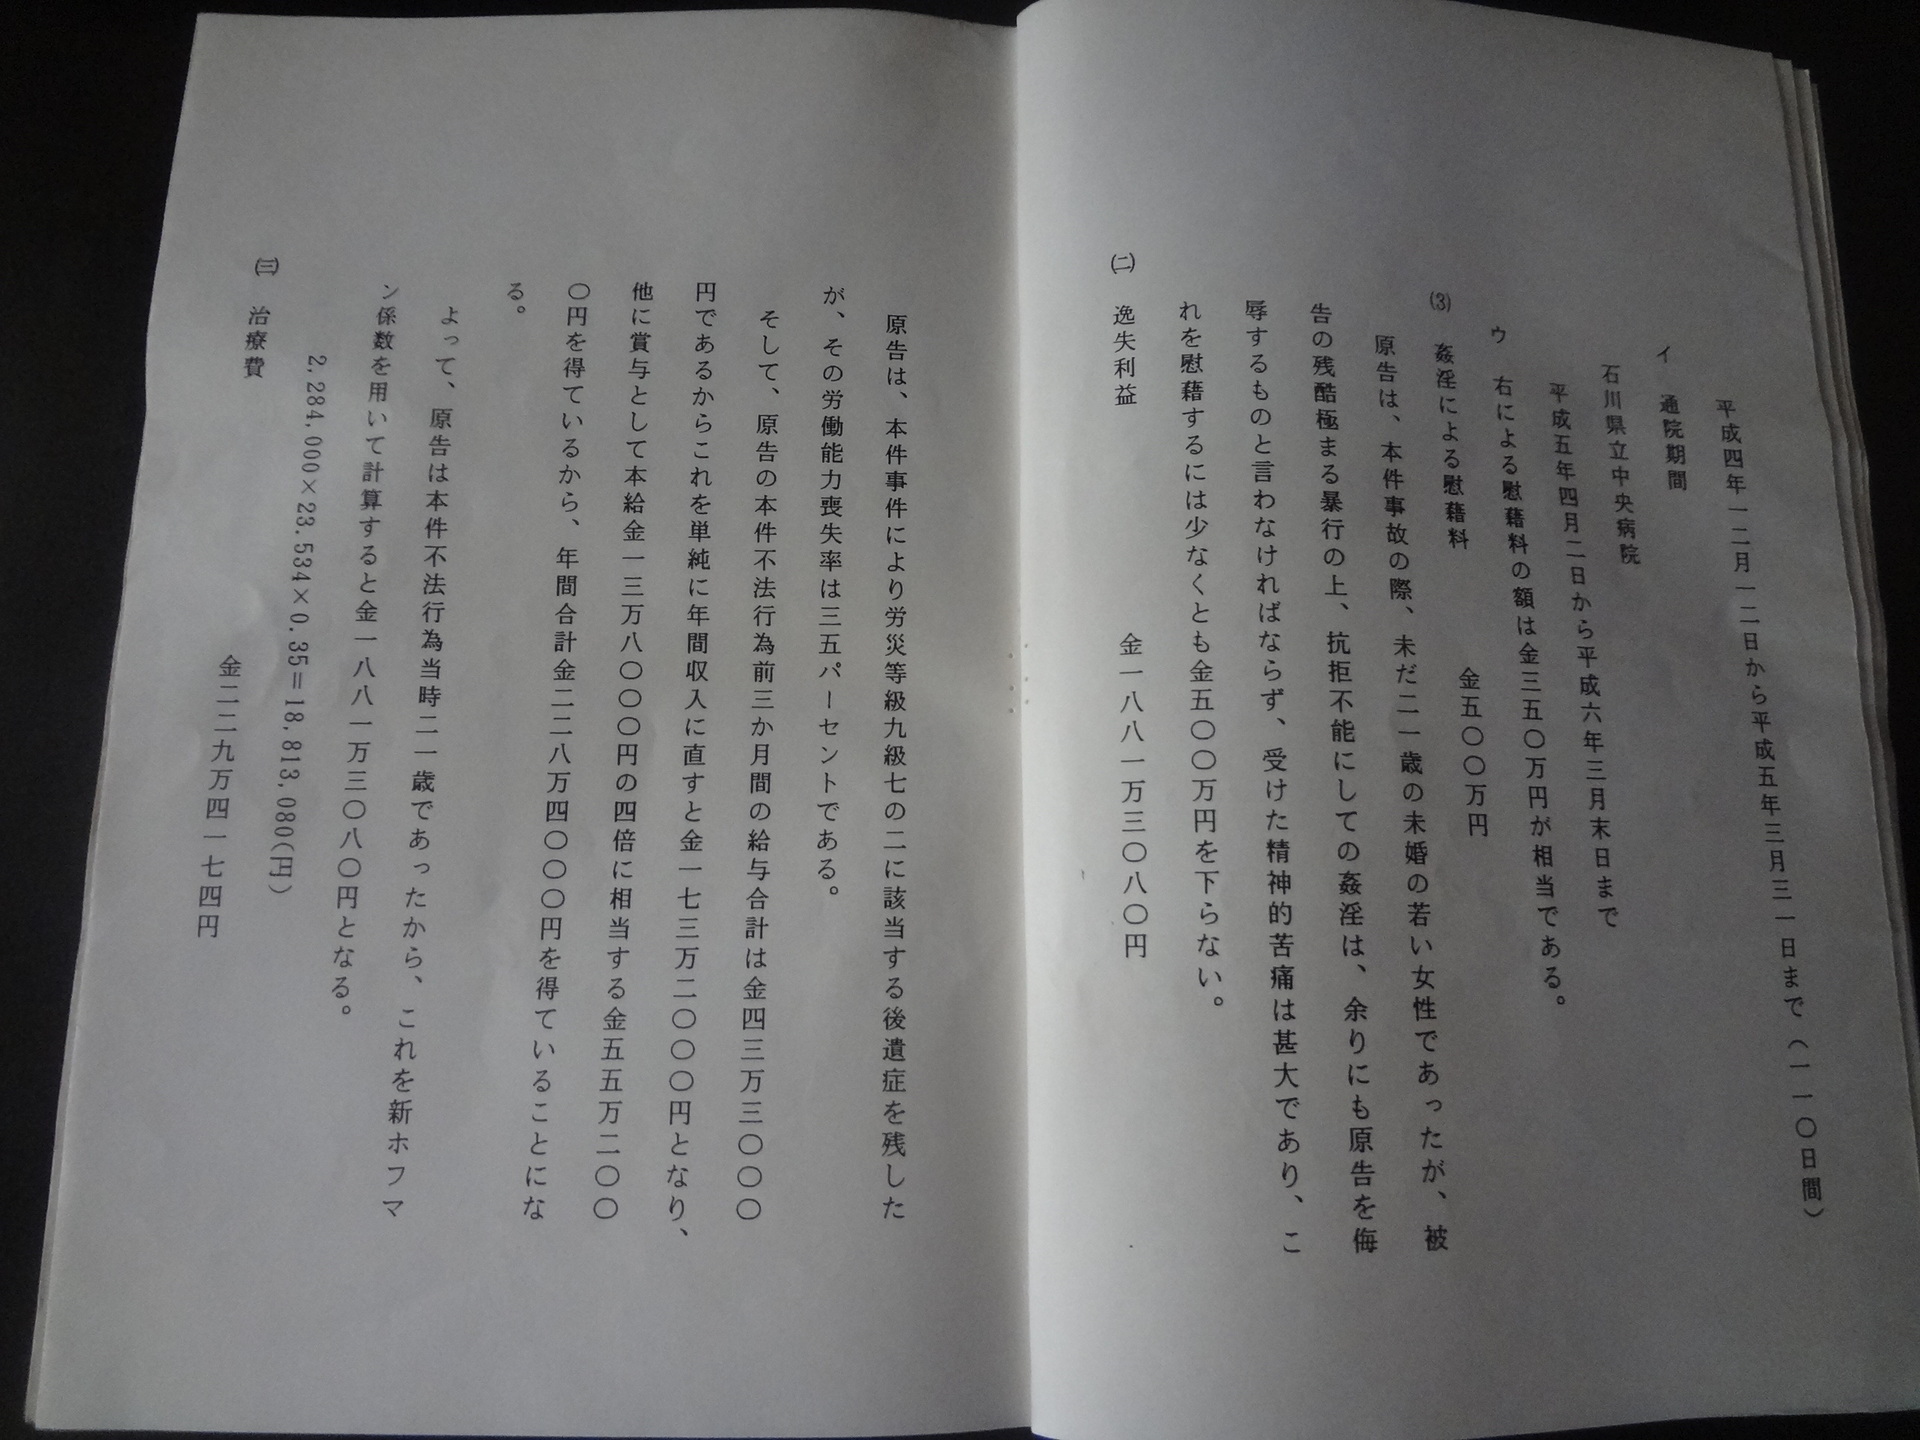 平成四年一二月一二日から平成五年三月三一日まで（一一〇日間）
イ　通院期間
石川県立中央病院
平成五年四月二日から平成六年三月末日まで
ウ　右による慰藉料の額は金三五〇万円が相当である。
(3)　姦淫による慰藉料　金五〇〇万円
原告は、本件事故の際、未だ二一歳の未婚の若い女性であったが、被
告の残酷極まる暴行の上、抗拒不能にしての姦淫は、余りにも原告を侮
辱するものと言わなければならず、受けた精神的苦痛は甚大であり、こ
れを慰藉するには少なくとも金五〇〇万円を下らない。
㈡　逸失利益　金一八八一万三〇八〇円
原告は、本件事件により労災等級九級七の二に該当する後遺症を残した
が、その労働能力喪失率は三五パーセントである。
そして、原告の本件不法行為前三か月間の給与合計は金四三万三〇〇〇
円であるからこれを単純に年間収入に直すと金一七三万二〇〇〇円となり、
他に賞与として本給金一三万八〇〇〇円の四倍に相当する金五五万二〇〇
〇円を得ているから、年間合計金二二八万四〇〇〇円を得ていることにな
る。
よって、原告は本件不法行為当時二一歳であったから、これを新ホフマ
ン係数を用いて計算すると金一八八一万三〇八〇円となる。
2,284,000×23.534×0.35＝18,813,080(円)
㈢　治療費　金二二九万四一七四円